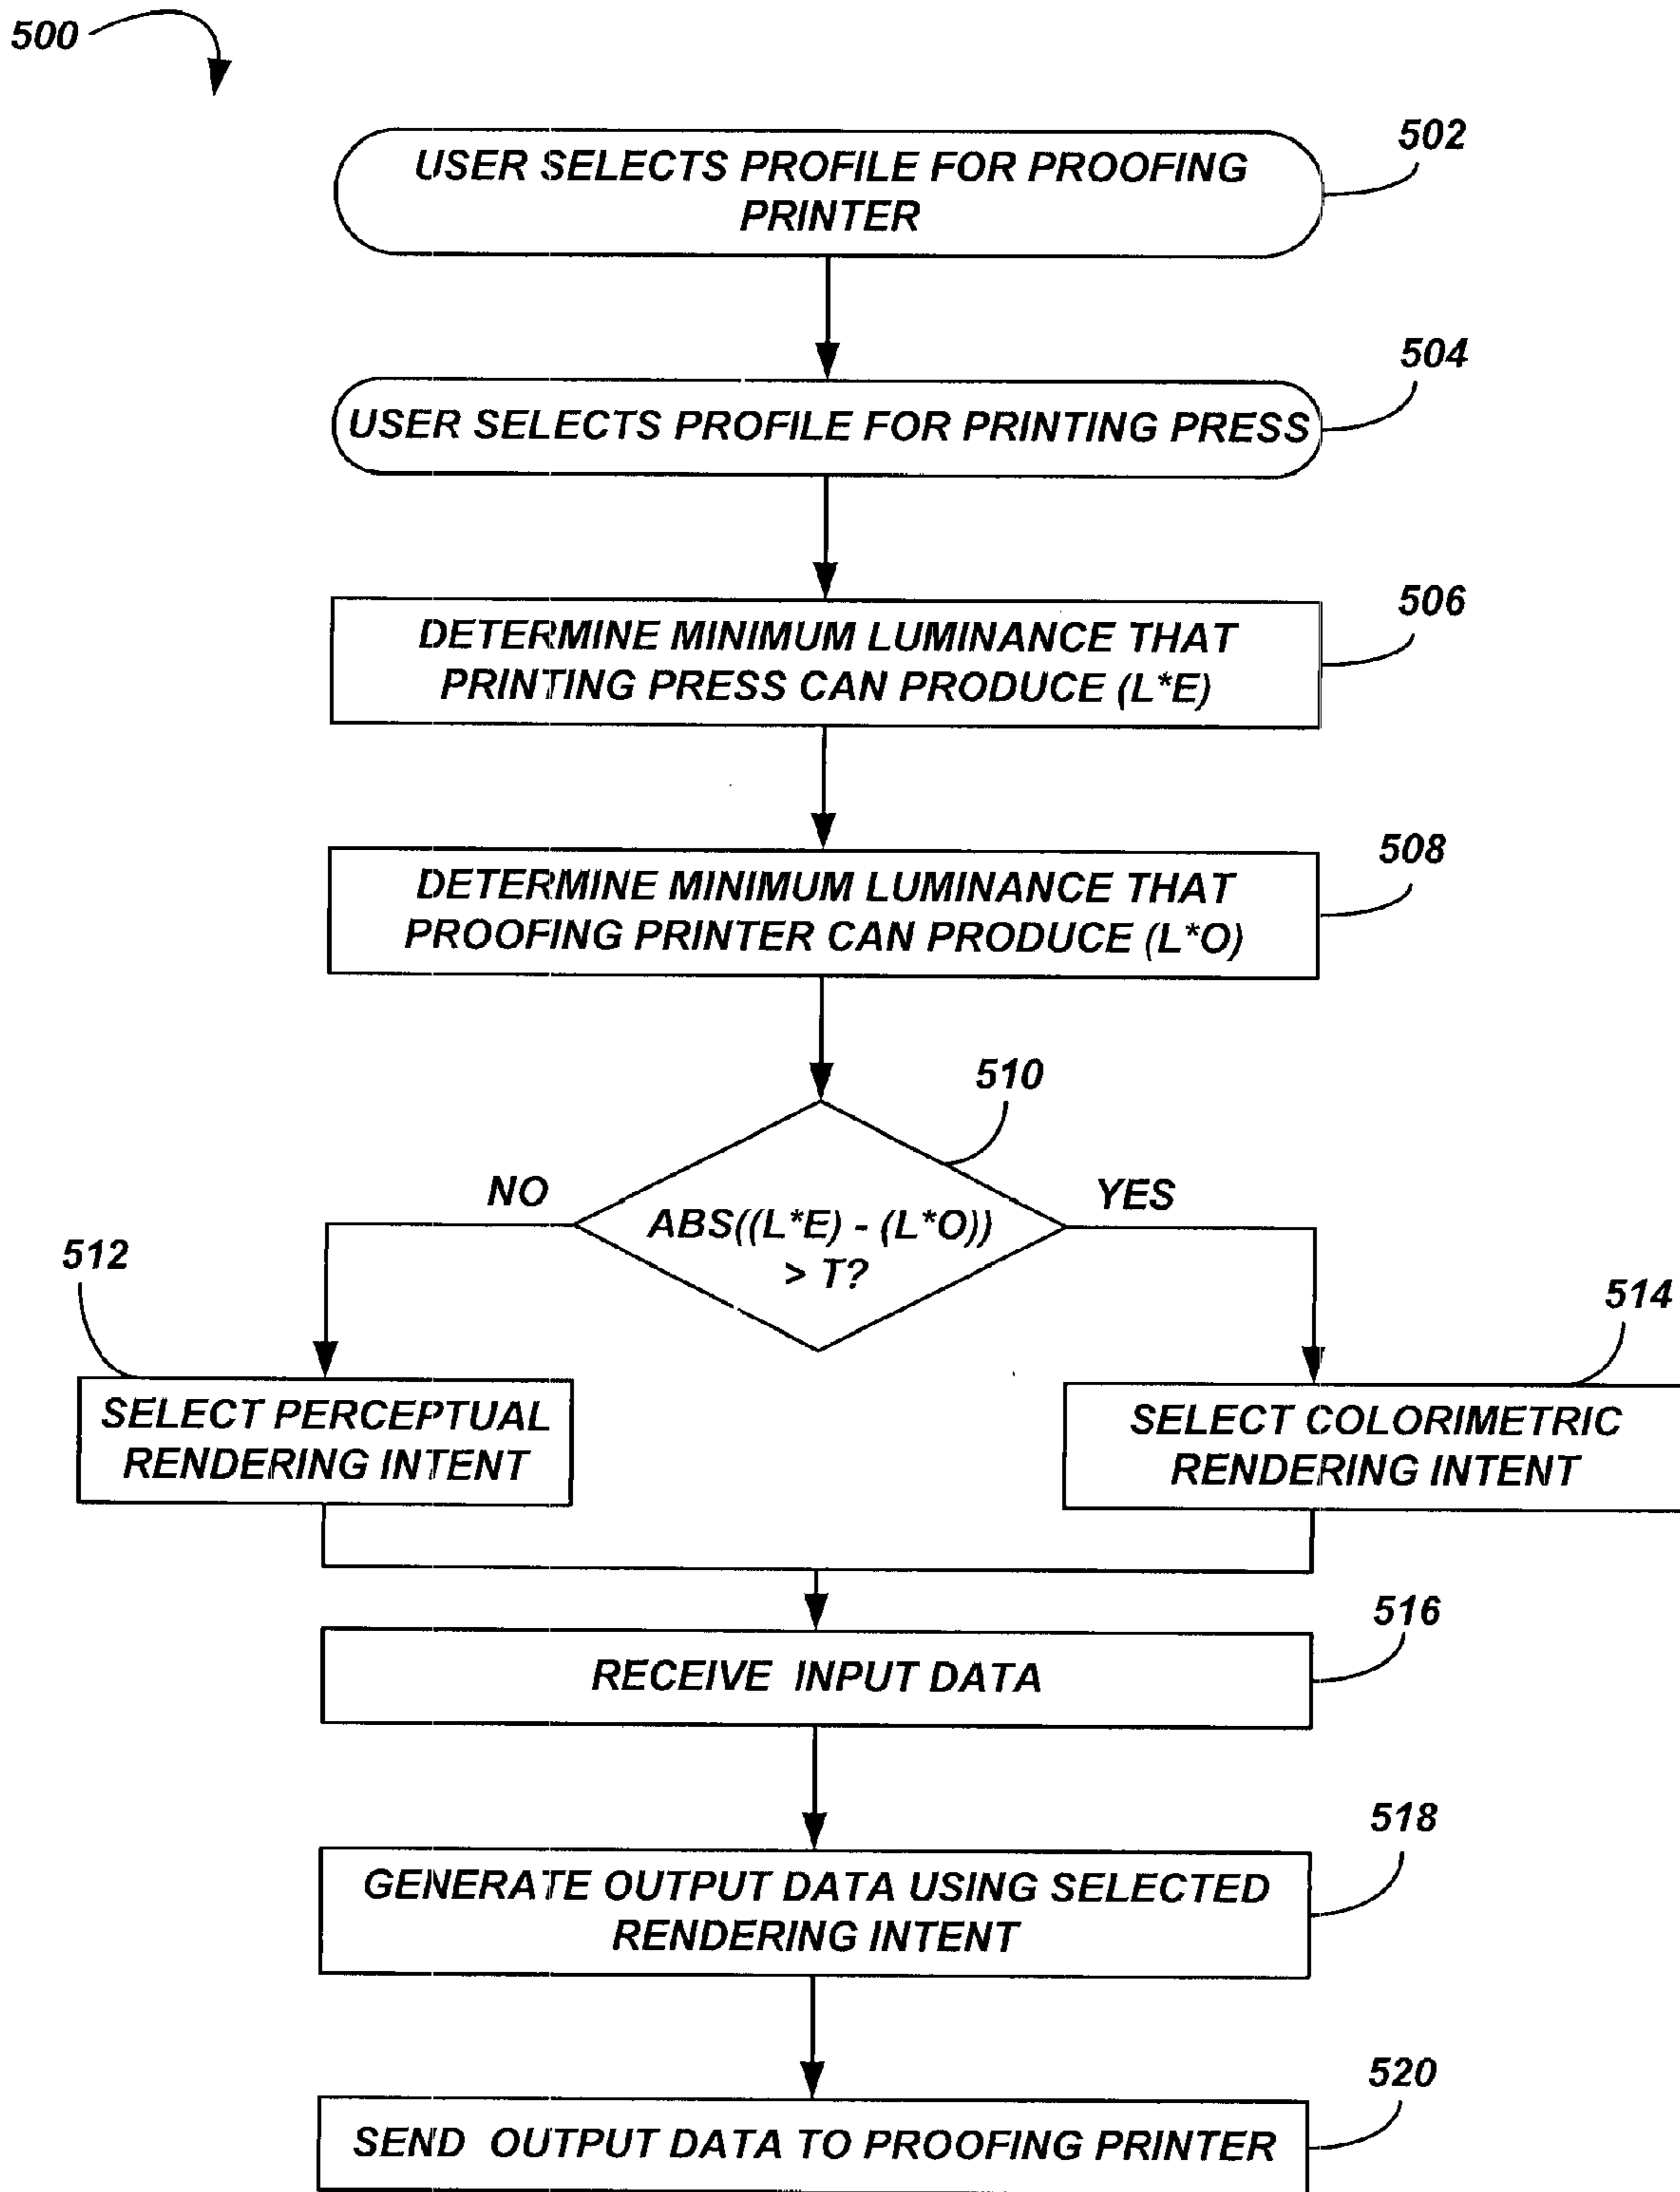 500
502
USER SELECTS PROFILE FOR PROOFING
PRINTER
504
USER SELECTS PROFILE FOR PRINTING PRESS
506
DETERMINE MINIMUM LUMINANCE THAT
PRINTING PRESS CAN PRODUCE (L*E)
508
DETERMINE MINIMUM LUMINANCE THAT
PROOFING PRINTER CAN PRODUCE (L*O)
510
NO
YES
ABS((L*E) - (L*O))
> T?
512
514
SELECT PERCEPTUAL
RENDERING INTENT
SELECT COLORIMETRIC
RENDERING INTENT
516
RECEIVE INPUT DATA
518
GENERATE OUTPUT DATA USING SELECTED
RENDERING INTENT
520
SEND OUTPUT DATA TO PROOFING PRINTER